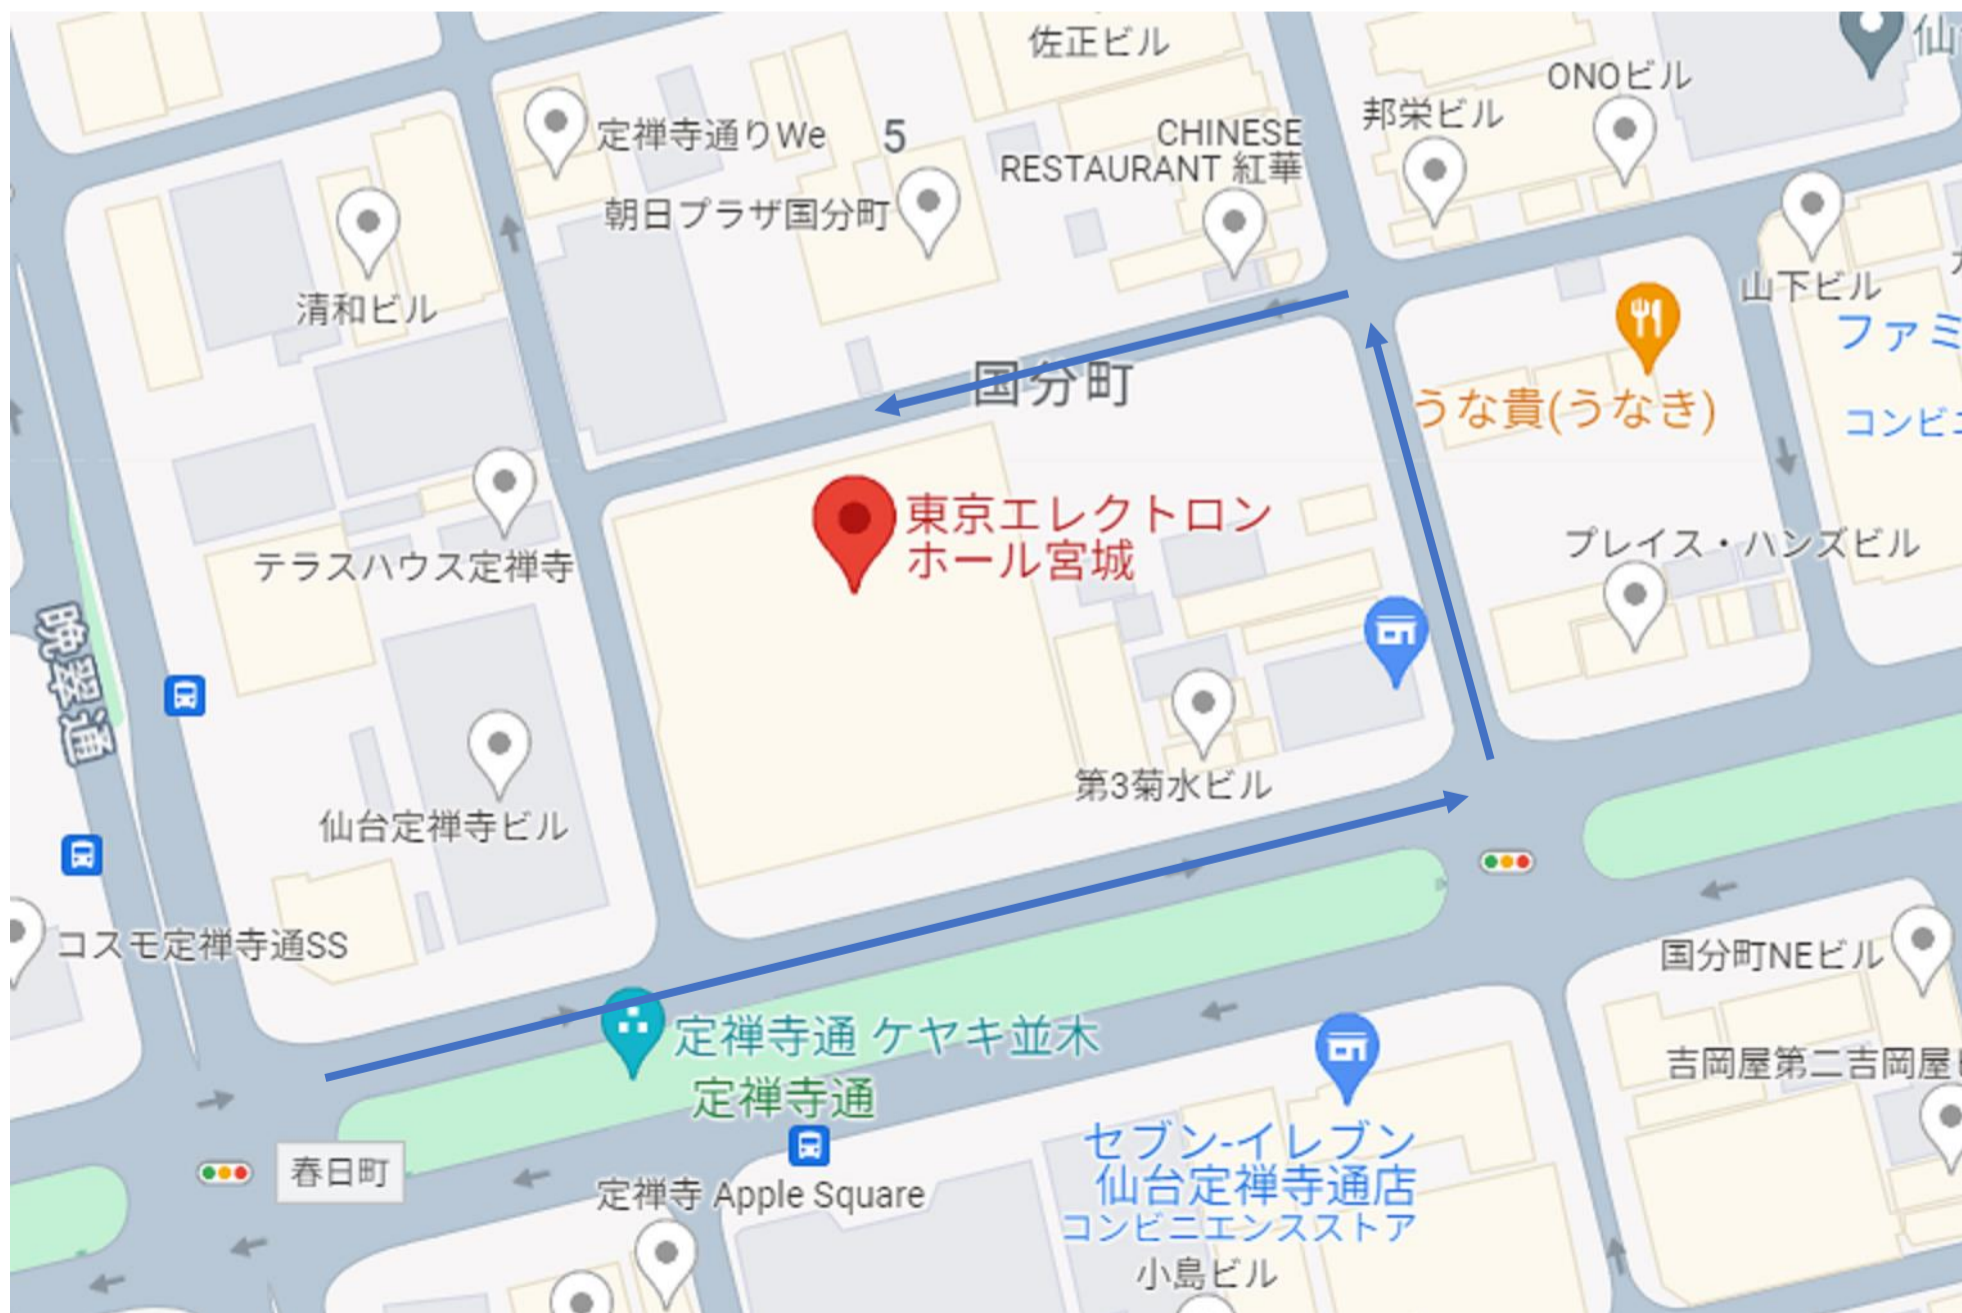 佐正ビル
仙
ONOビル
邦栄ビル
定禅寺通りWe
5
CHINESE
RESTAURANT 紅華
朝日プラザ国分町
清和ビル
山下ビル
ファミ
国分町
うな貴(うなき)
コンビニ
東京エレクトロン
ホール宮城
テラスハウス定禅寺
プレイス・ハンズビル
晩翠通
第3菊水ビル
仙台定禅寺ビル
コスモ定禅寺通SS
国分町NEビル
定禅寺通 ケヤキ並木
定禅寺通
吉岡屋第二吉岡屋ビ
セブン-イレブン
仙台定禅寺通店
コンビニエンスストア
春日町
定禅寺 Apple Square
小島ビル